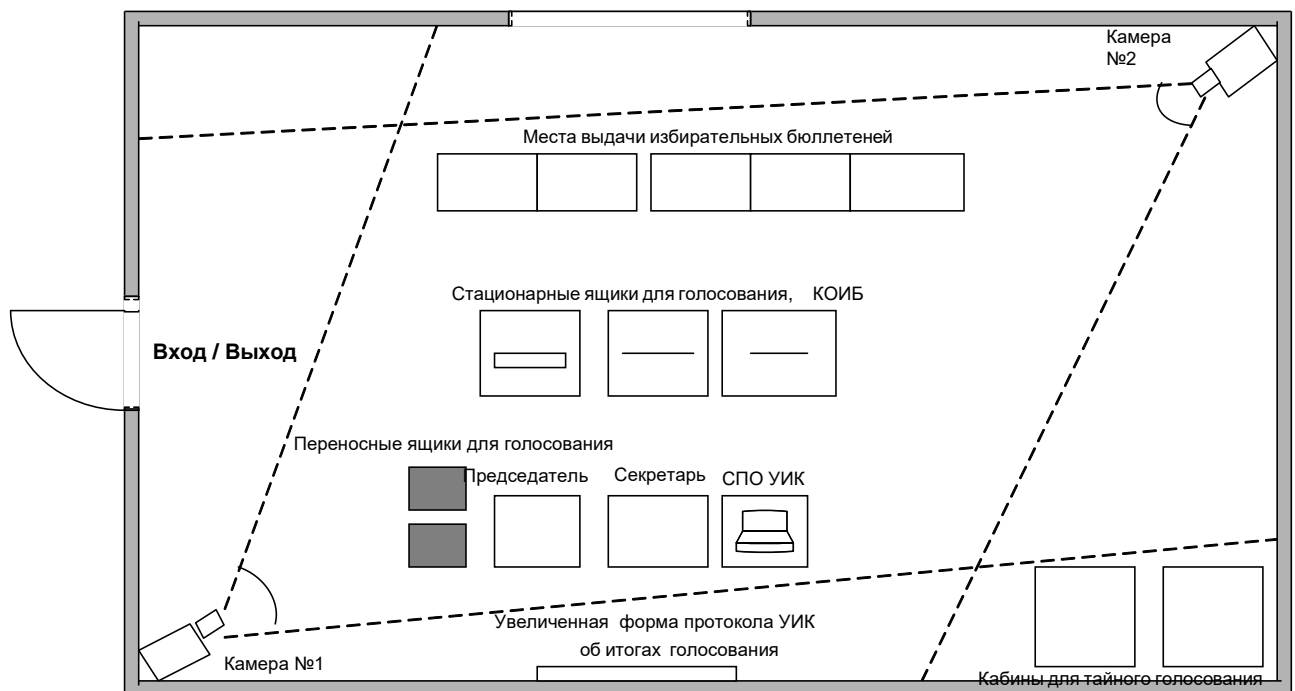 Камера
№2
Места выдачи избирательных бюллетеней
Стационарные ящики для голосования, КОИБ
Вход / Выход
Переносные ящики для голосования
Председатель
Секретарь
СПО УИК
Увеличенная форма протокола УИК
об итогах голосования
Камера №1
Кабины для тайного голосования